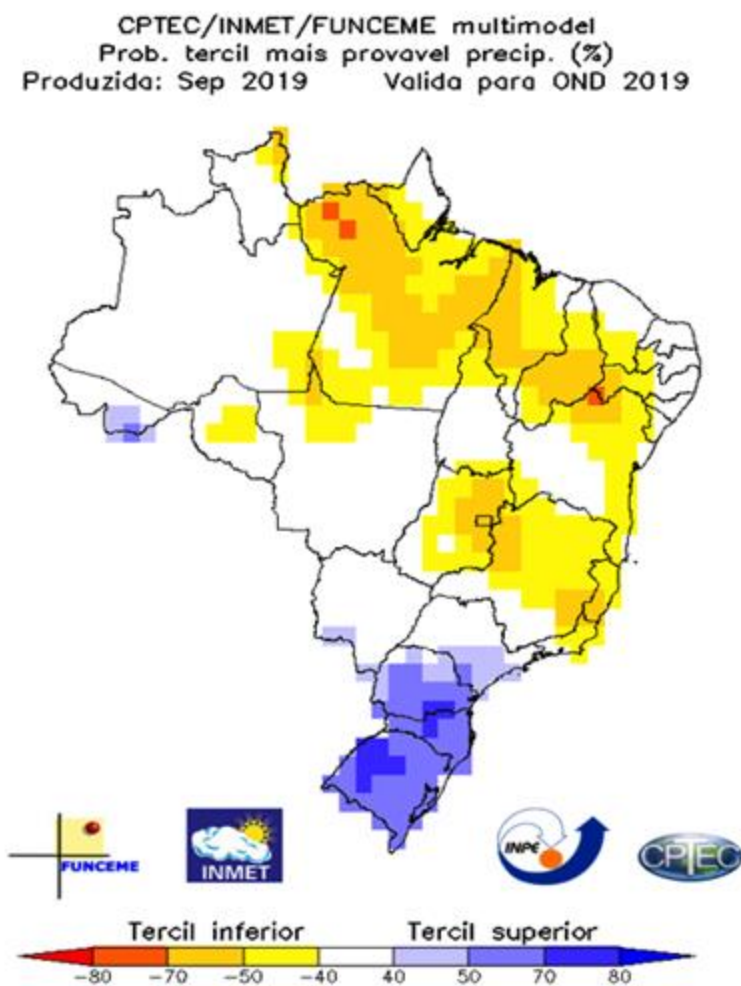 CPTEC/INMET/FUNCEME multimodel
Prob. tercil mais provavel precip. (%)
Produzida: Sep 2019 Valida para OND 2019
FUNCEME
INMET
INPE
CPTEC
Tercil inferior Tercil superior
-80 -70 -50 -40 40 50 70 80